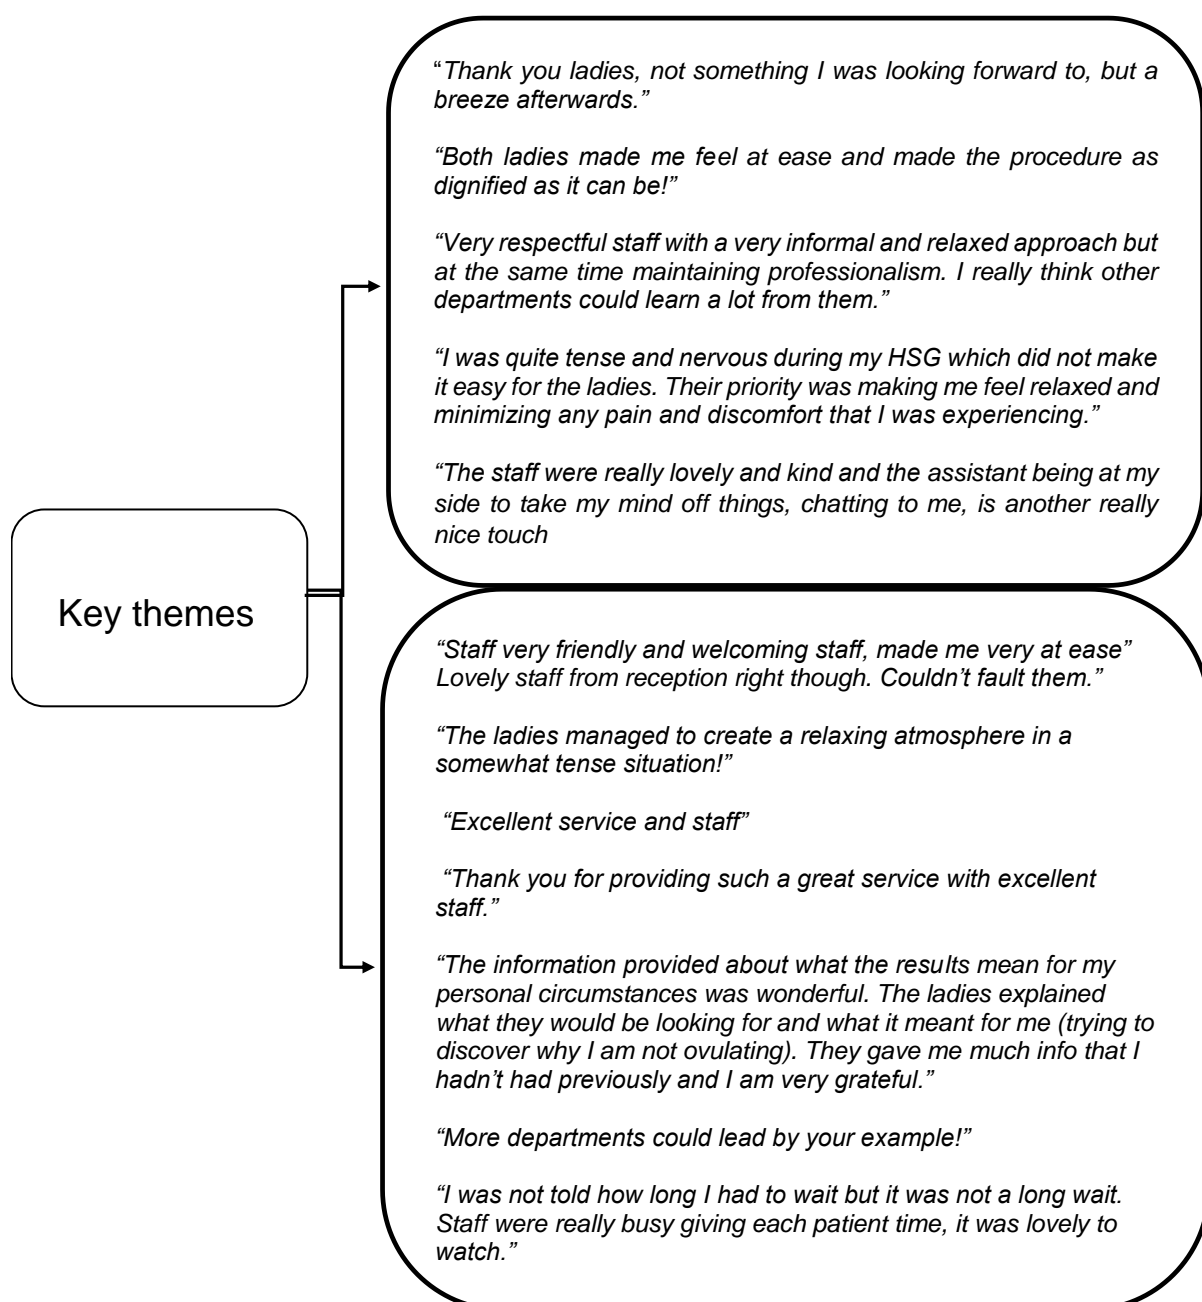 “Thank you ladies, not something I was looking forward to, but a
breeze afterwards.”
“Both ladies made me feel at ease and made the procedure as
dignified as it can be!”
“Very respectful staff with a very informal and relaxed approach but
at the same time maintaining professionalism. I really think other
departments could learn a lot from them.”
“I was quite tense and nervous during my HSG which did not make
it easy for the ladies. Their priority was making me feel relaxed and
minimizing any pain and discomfort that I was experiencing.”
“The staff were really lovely and kind and the assistant being at my
side to take my mind off things, chatting to me, is another really
nice touch
Key themes
“Staff very friendly and welcoming staff, made me very at ease”
Lovely staff from reception right though. Couldn’t fault them.”
“The ladies managed to create a relaxing atmosphere in a
somewhat tense situation!”
“Excellent service and staff”
“Thank you for providing such a great service with excellent
staff.”
“The information provided about what the results mean for my
personal circumstances was wonderful. The ladies explained
what they would be looking for and what it meant for me (trying to
discover why I am not ovulating). They gave me much info that I
hadn’t had previously and I am very grateful.”
“More departments could lead by your example!”
“I was not told how long I had to wait but it was not a long wait.
Staff were really busy giving each patient time, it was lovely to
watch.”